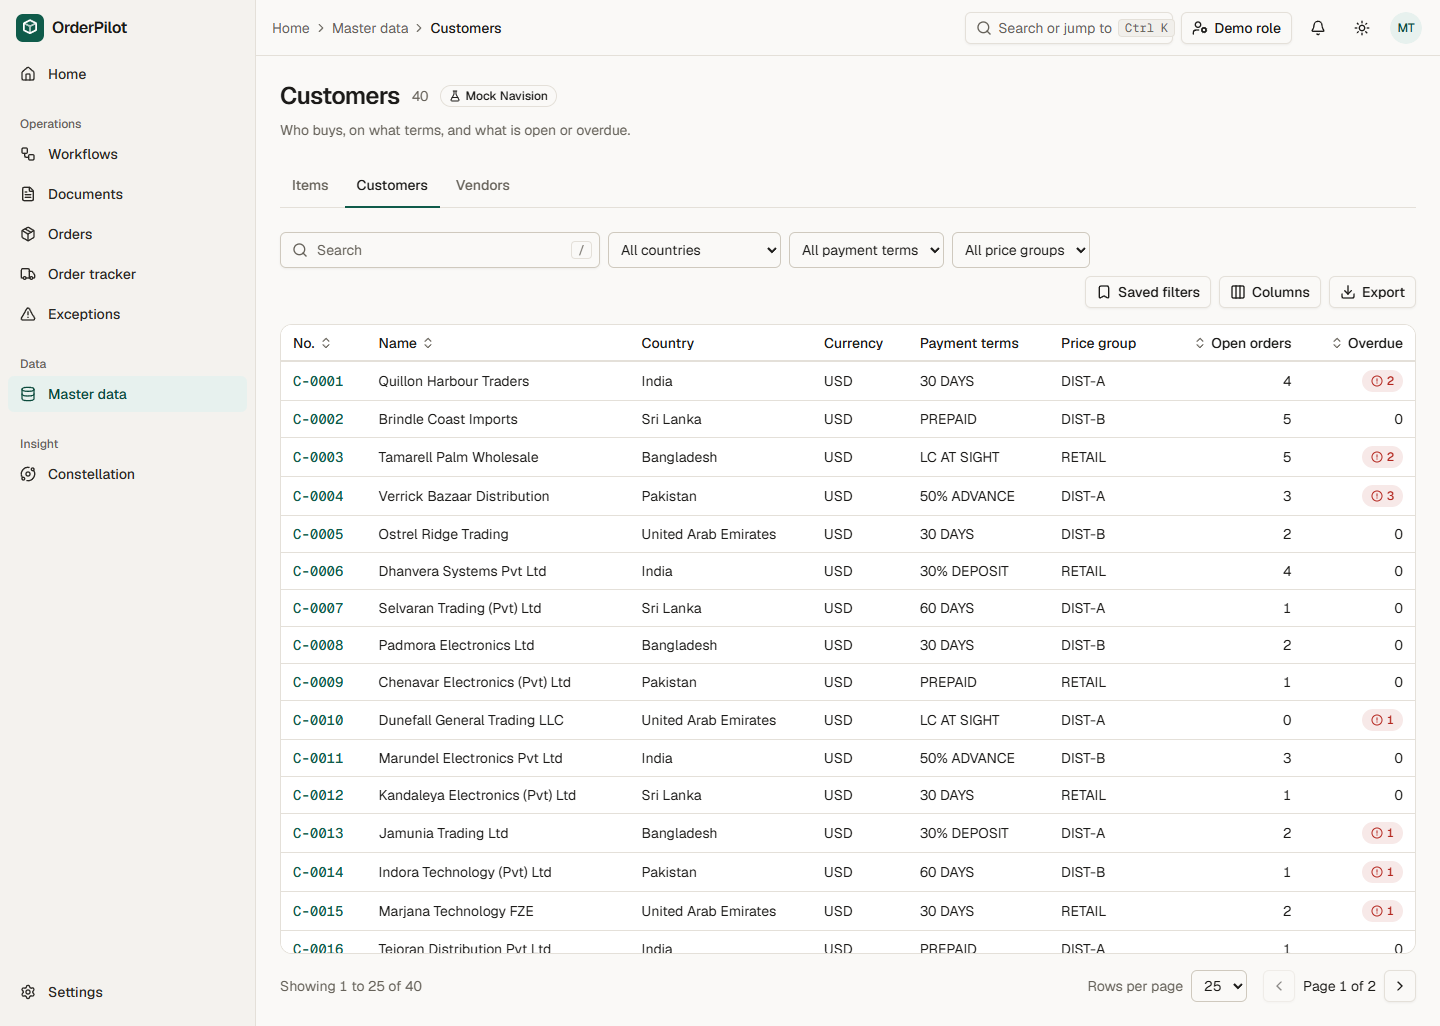 OrderPilot
Home
Operations
Workflows
Documents
Orders
Order tracker
Exceptions
Data
Master data
Insight
Constellation
Settings
Home > Master data > Customers
Search or jump to Ctrl K
Demo role
MT
Customers 40 Mock Navision
Who buys, on what terms, and what is open or overdue.
Items Customers Vendors
Search / All countries All payment terms All price groups
Saved filters Columns Export
No. Name Country Currency Payment terms Price group Open orders Overdue
C-0001 Quillon Harbour Traders India USD 30 DAYS DIST-A 4 2
C-0002 Brindle Coast Imports Sri Lanka USD PREPAID DIST-B 5 0
C-0003 Tamarell Palm Wholesale Bangladesh USD LC AT SIGHT RETAIL 5 2
C-0004 Verrick Bazaar Distribution Pakistan USD 50% ADVANCE DIST-A 3 3
C-0005 Ostrel Ridge Trading United Arab Emirates USD 30 DAYS DIST-B 2 0
C-0006 Dhanvera Systems Pvt Ltd India USD 30% DEPOSIT RETAIL 4 0
C-0007 Selvaran Trading (Pvt) Ltd Sri Lanka USD 60 DAYS DIST-A 1 0
C-0008 Padmora Electronics Ltd Bangladesh USD 30 DAYS DIST-B 2 0
C-0009 Chenavar Electronics (Pvt) Ltd Pakistan USD PREPAID RETAIL 1 0
C-0010 Dunefall General Trading LLC United Arab Emirates USD LC AT SIGHT DIST-A 0 1
C-0011 Marundel Electronics Pvt Ltd India USD 50% ADVANCE DIST-B 3 0
C-0012 Kandaleya Electronics (Pvt) Ltd Sri Lanka USD 30 DAYS RETAIL 1 0
C-0013 Jamunia Trading Ltd Bangladesh USD 30% DEPOSIT DIST-A 2 1
C-0014 Indora Technology (Pvt) Ltd Pakistan USD 60 DAYS DIST-B 1 1
C-0015 Marjana Technology FZE United Arab Emirates USD 30 DAYS RETAIL 2 1
C-0016 Tejoran Distribution Pvt Ltd India USD PREPAID DIST-A 1 0
Showing 1 to 25 of 40
Rows per page 25 Page 1 of 2